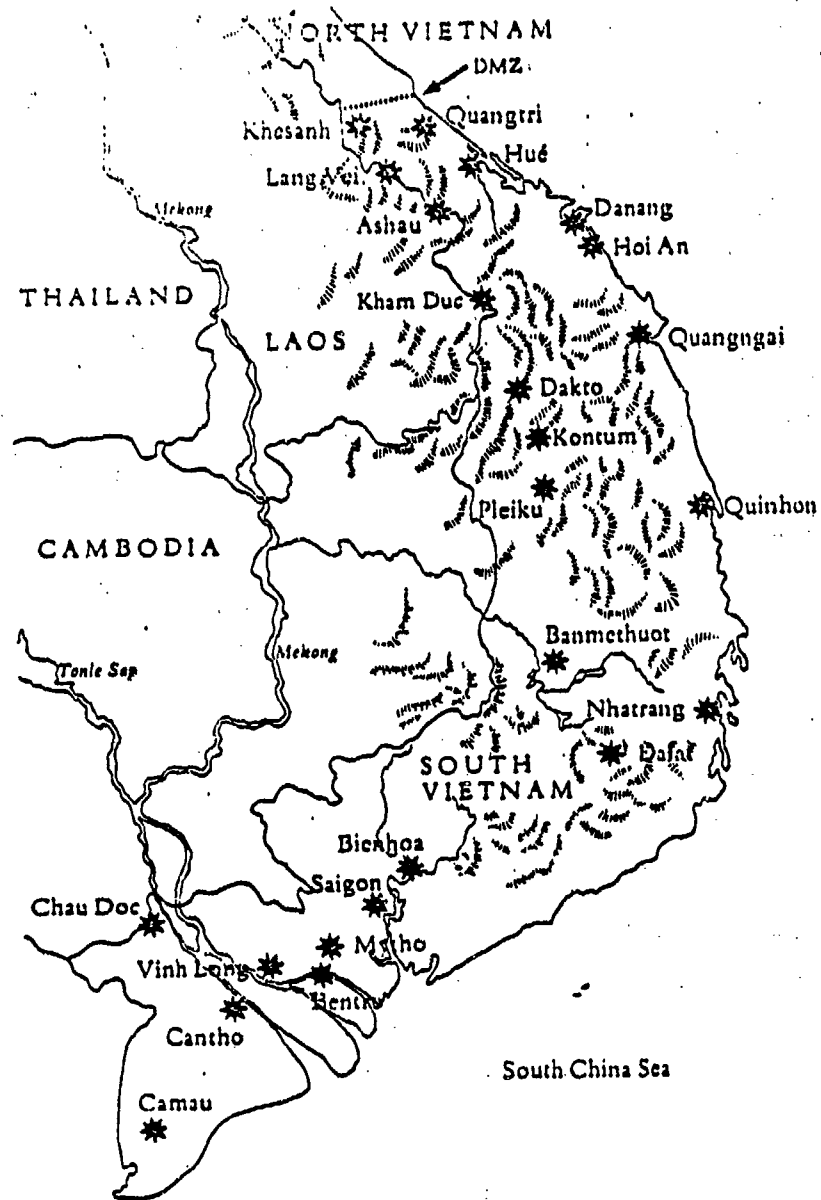 NORTH VIETNAM
DMZ
Quangtri
Khesanh
Hué
Lang Vei
Mekong
Danang
Ashau
Hoi An
THAILAND
Kham Duc
LAOS
Quangngai
Dakto
Kontum
Pleiku
Quinhon
CAMBODIA
Banmethuot
Mekong
Tonle Sap
Nhatrang
Dalat
SOUTH
VIETNAM
Bienhoa
Saigon
Chau Doc
Mytho
Vinh Long
Bentre
Cantho
South China Sea
Camau